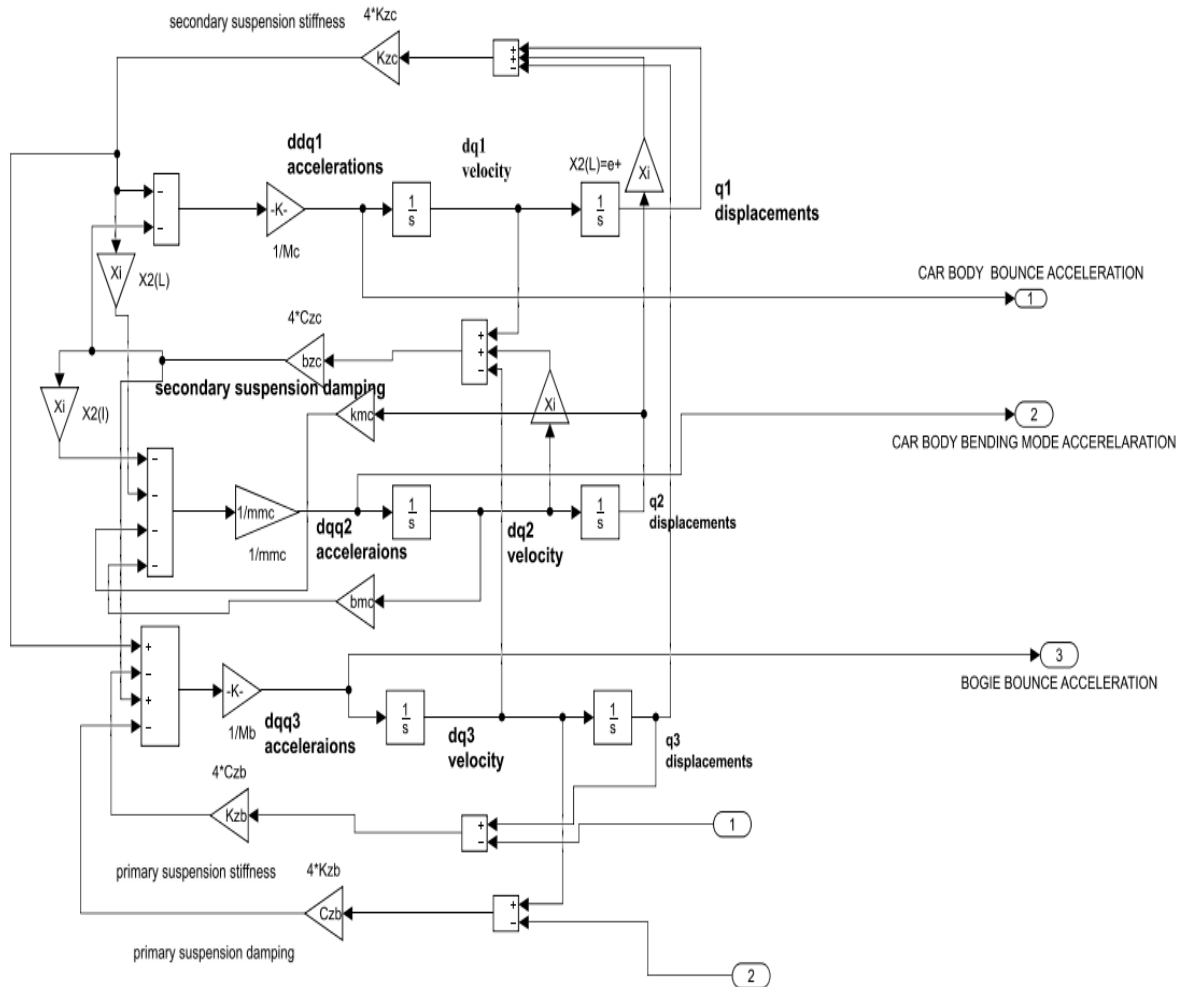 4*Kzc
secondary suspension stiffness
Kzc
+
+
-
ddq1
accelerations
dq1
velocity
X2(L)=e+
Xi
q1
displacements
-
-
-K-
1
s
1
s
1/Mc
Xi
X2(L)
CAR BODY BOUNCE ACCELERATION
1
4*Czc
bzc
+
+
-
secondary suspension damping
Xi
X2(l)
kmc
Xi
2
CAR BODY BENDING MODE ACCERELARATION
-
-
-
-
1/mmc
1/mmc
dqq2
acceleraions
1
s
dq2
velocity
1
s
q2
displacements
bmc
+
-
+
-
-K-
1/Mb
dqq3
acceleraions
1
s
dq3
velocity
1
s
q3
displacements
3
BOGIE BOUNCE ACCELERATION
4*Czb
Kzb
+
-
1
primary suspension stiffness
4*Kzb
Czb
+
-
primary suspension damping
2